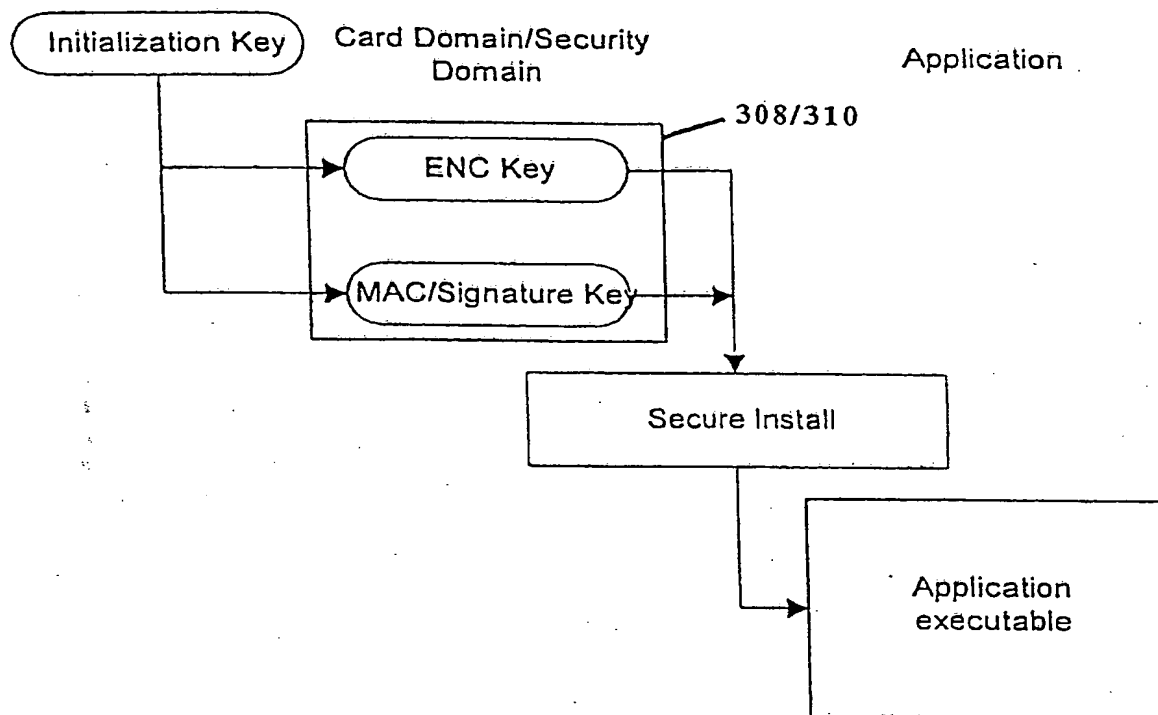 Initialization Key
Card Domain/Security
Domain
Application
308/310
ENC Key
MAC/Signature Key
Secure Install
Application
executable